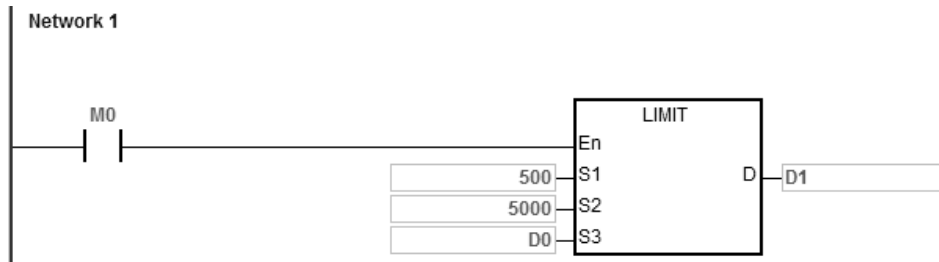 Network 1
M0
LIMIT
En
500 S1 D D1
5000 S2
D0 S3